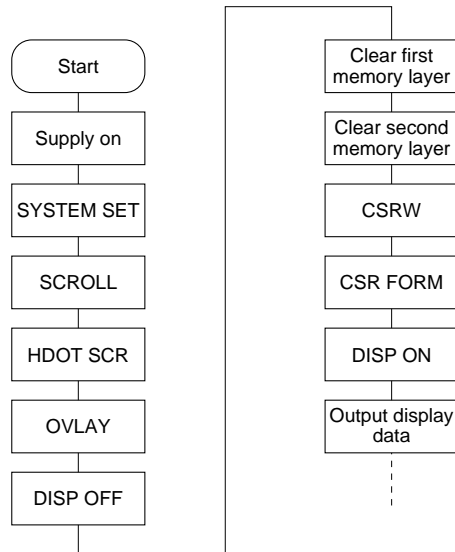 Start
Supply on
SYSTEM SET
SCROLL
HDOT SCR
OVLAY
DISP OFF
Clear first
memory layer
Clear second
memory layer
CSRW
CSR FORM
DISP ON
Output display
data